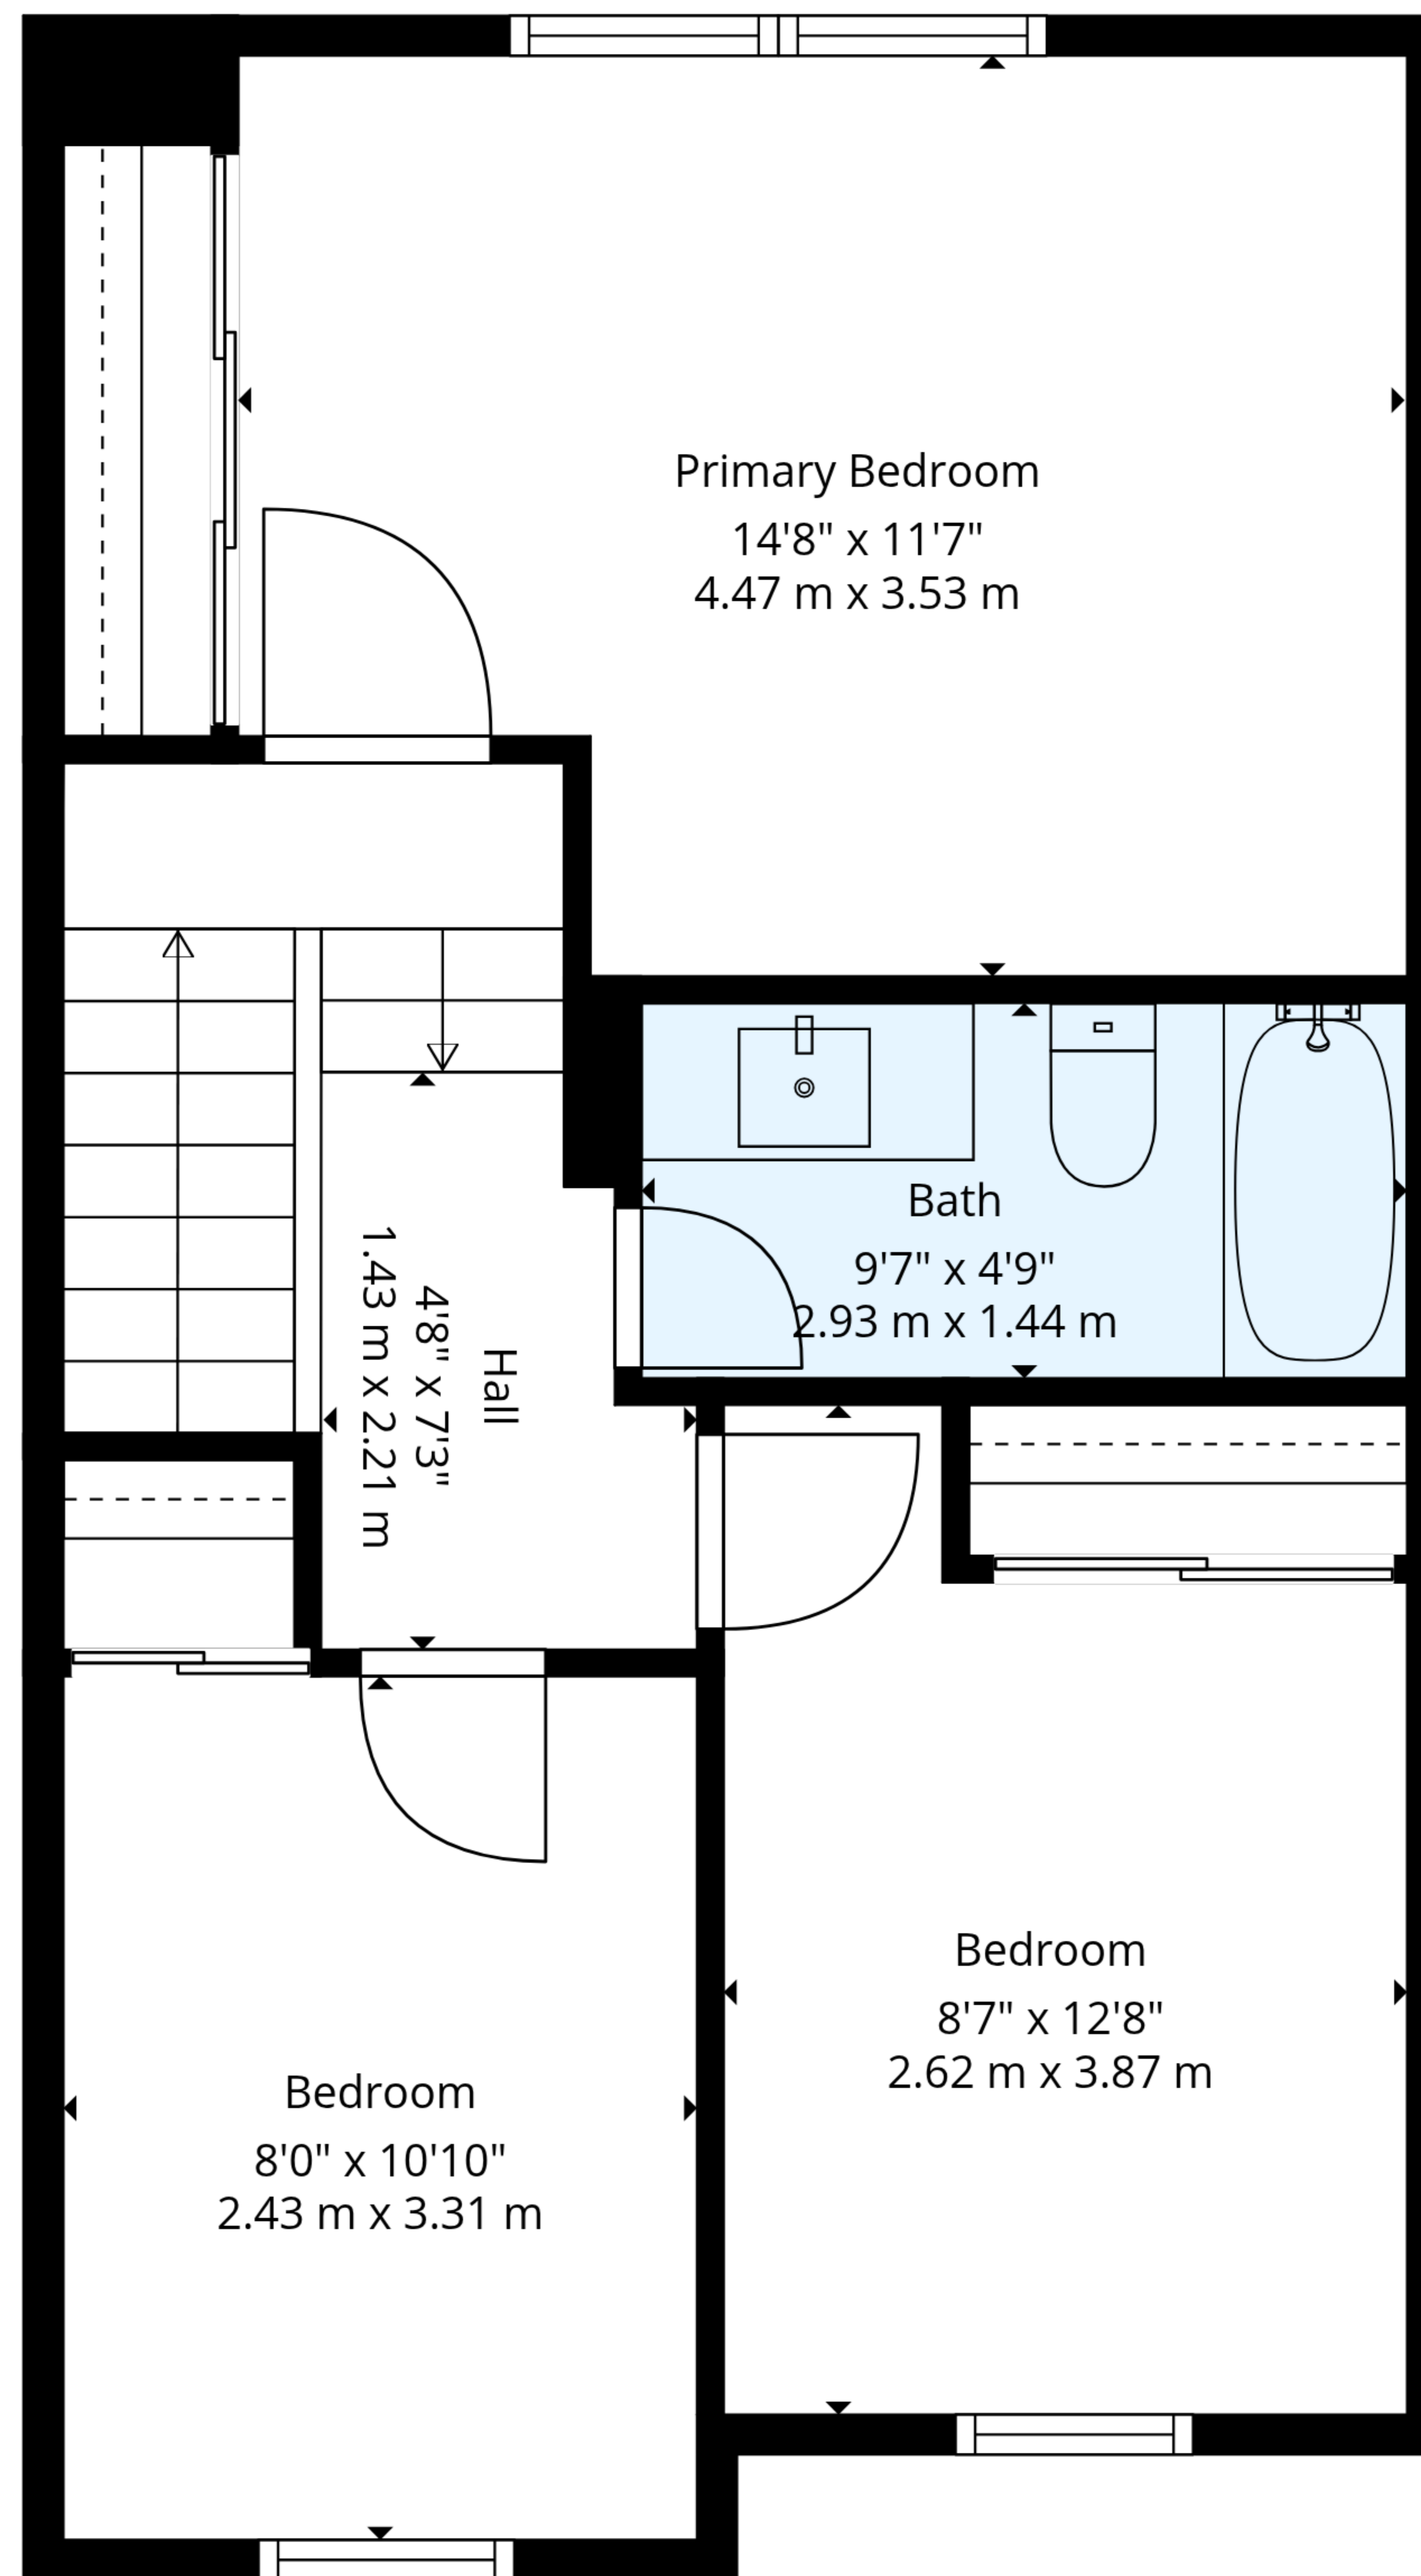 Primary Bedroom
14'8" x 11'7"
4.47 m x 3.53 m
Bath
9'7" x 4'9"
2.93 m x 1.44 m
Hall
4'8" x 7'3"
1.43 m x 2.21 m
Bedroom
8'7" x 12'8"
2.62 m x 3.87 m
Bedroom
8'0" x 10'10"
2.43 m x 3.31 m